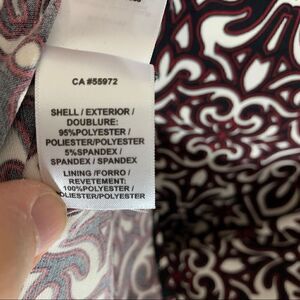 CA #55972
SHELL / EXTERIOR /
DOUBLURE:
95%POLYESTER /
POLIESTER/POLYESTER
5%SPANDEX /
SPANDEX / SPANDEX
LINING /FORRO /
REVETEMENT:
100%POLYESTER /
POLIESTER/POLYESTER